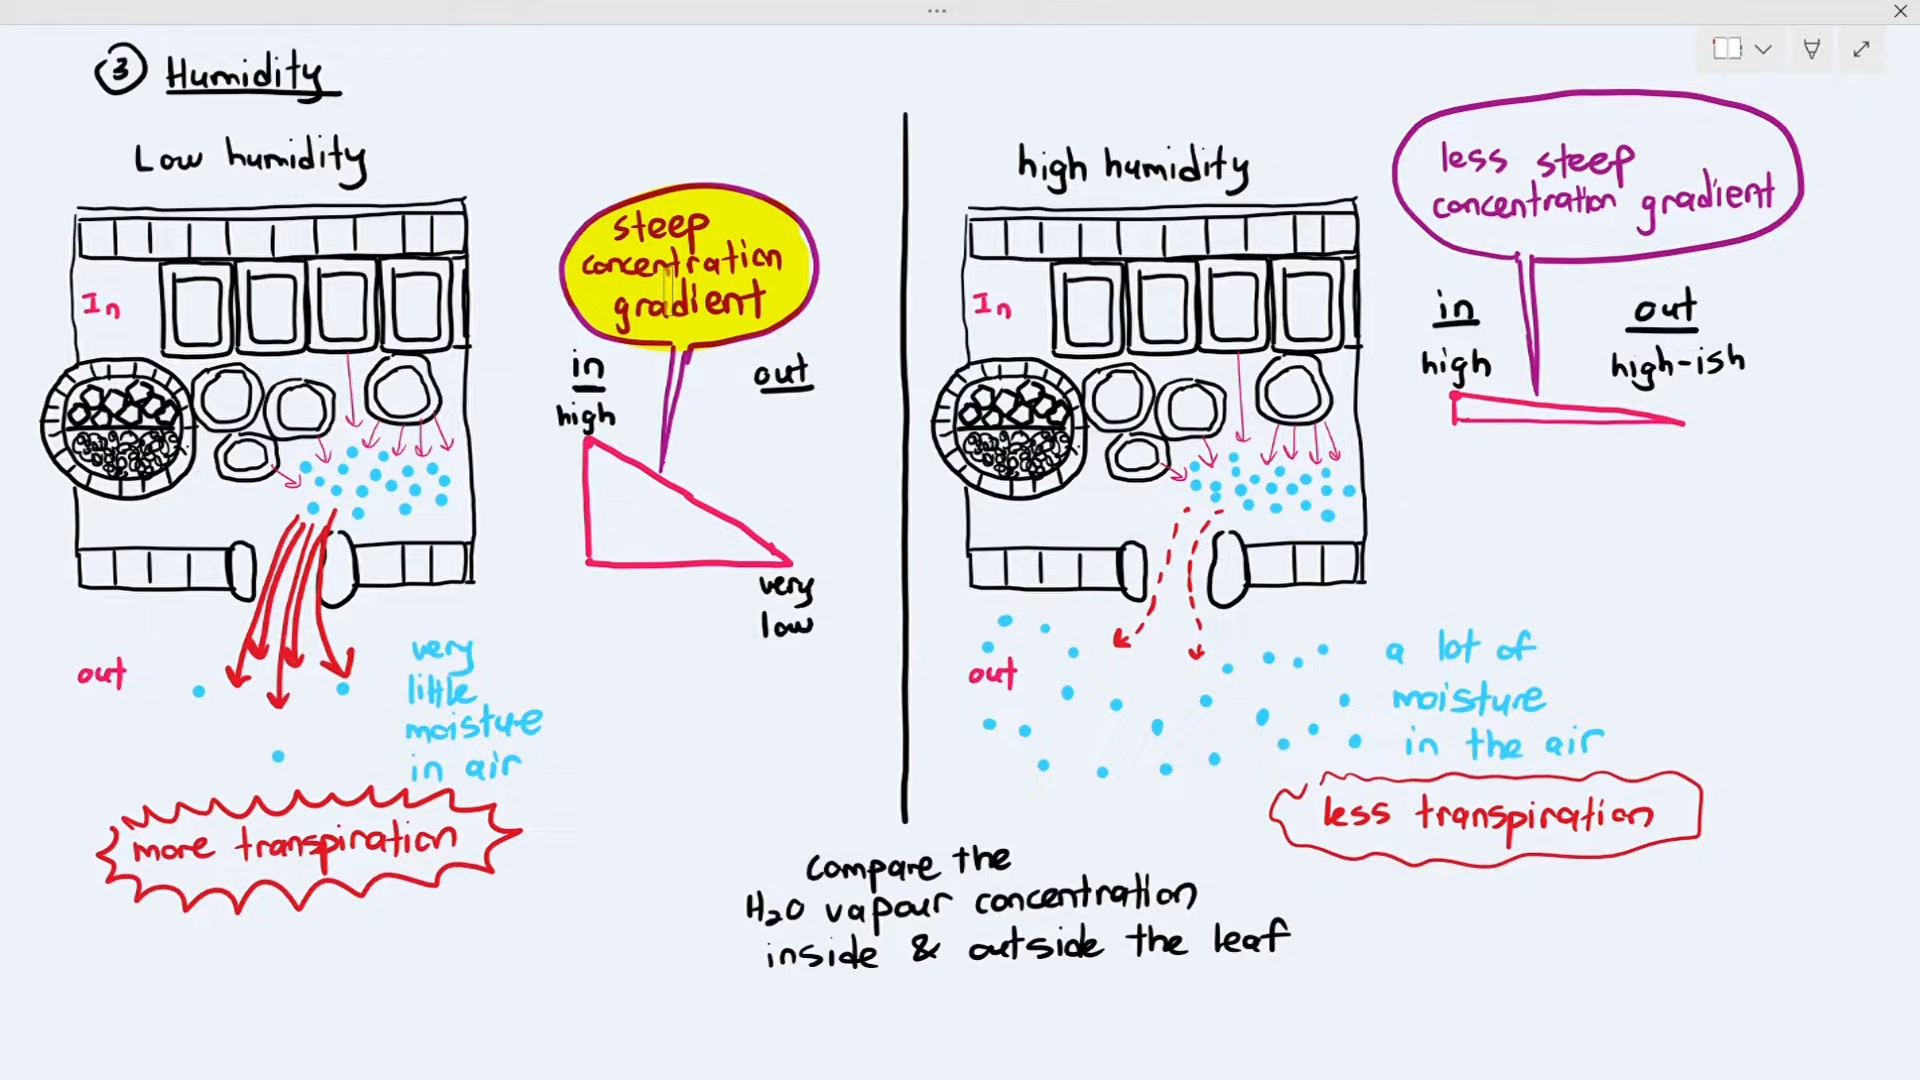 3 Humidity
Low humidity
In
steep
concentration
gradient
in
high
out
very
low
out
very
little
moisture
in air
more transpiration
high humidity
less steep
concentration gradient
In
in
high
out
high-ish
out
a lot of
moisture
in the air
less transpiration
Compare the
H₂O vapour concentration
inside & outside the leaf